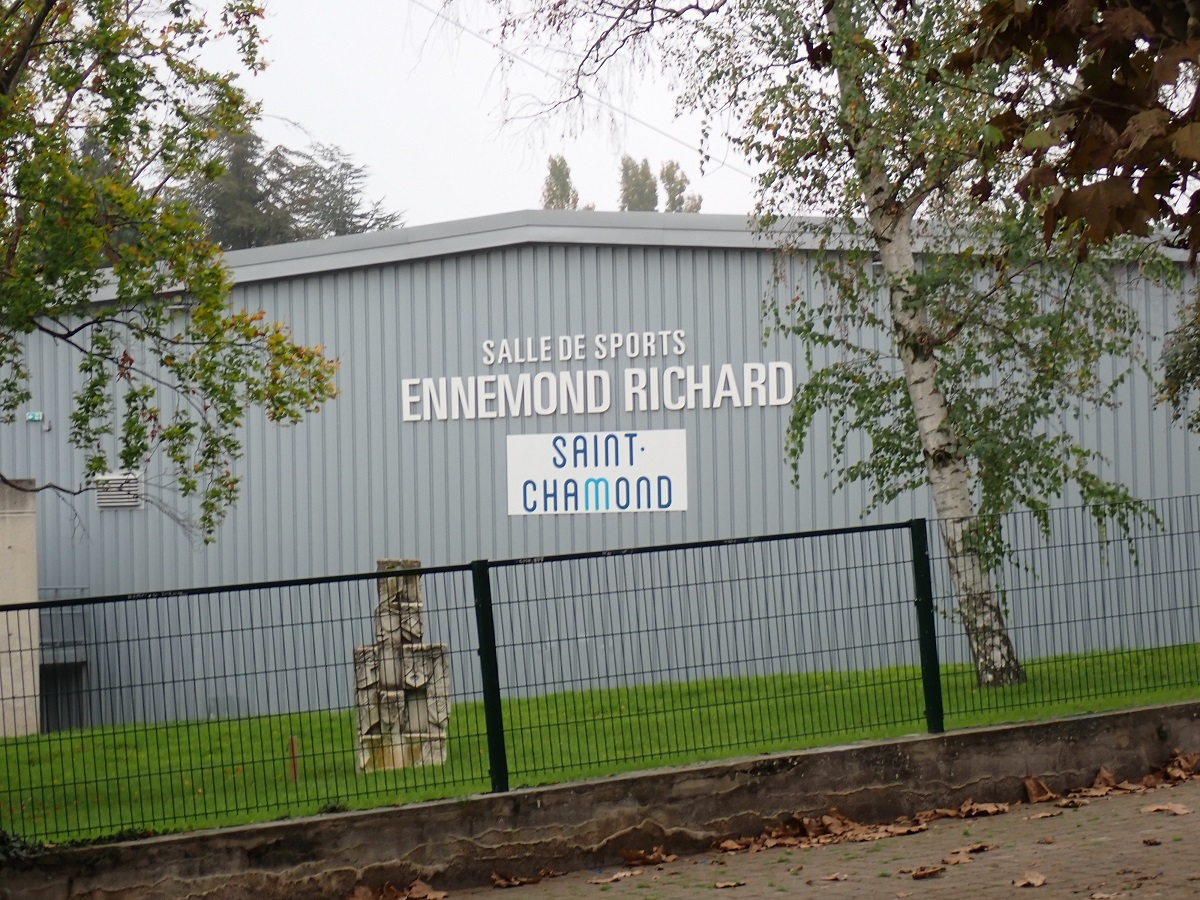 SALLE DE SPORTS
ENNEMOND RICHARD
SAINT-
CHAMOND